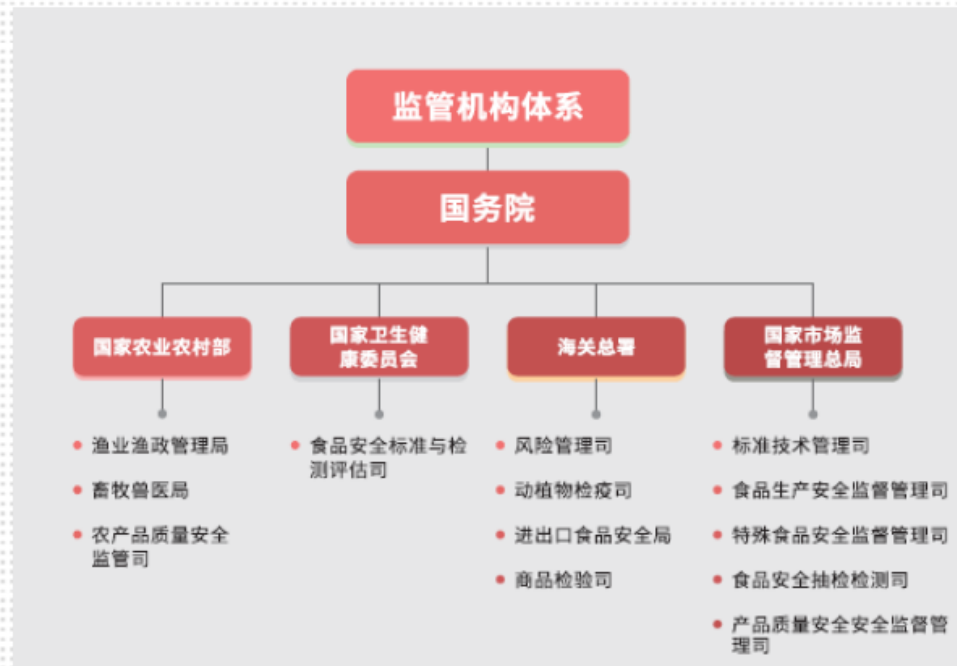 监管机构体系
国务院
国家农业农村部
渔业渔政管理局
畜牧兽医局
农产品质量安全
监管司
国家卫生健
康委员会
食品安全标准与检
测评估司
海关总署
风险管理司
动植物检疫司
进出口食品安全局
商品检验司
国家市场监
督管理总局
标准技术管理司
食品生产安全监督管理司
特殊食品安全监督管理司
食品安全抽检检测司
产品质量安全安全监督管
理司